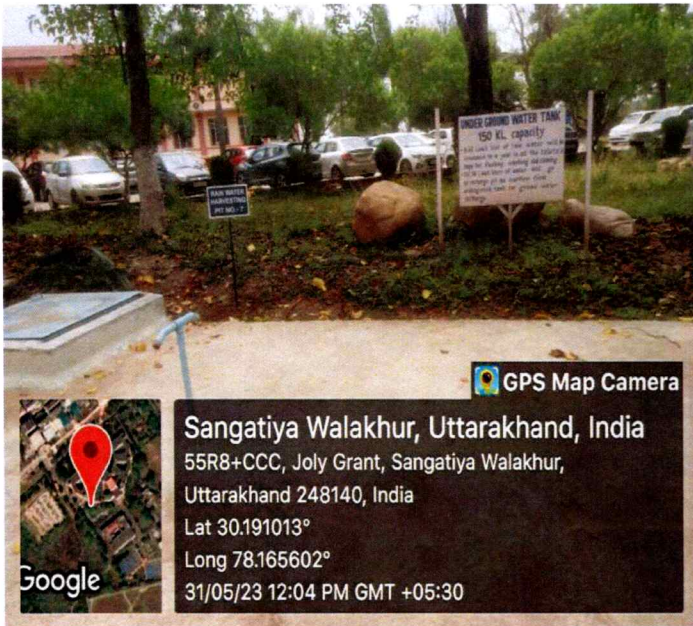 UNDER GROUND WATER TANK
150 KL capacity
RAIN WATER
HARVESTING
PIT NO - 7
GPS Map Camera
Sangatiya Walakhur, Uttarakhand, India
55R8+CCC, Joly Grant, Sangatiya Walakhur,
Uttarakhand 248140, India
Lat 30.191013°
Long 78.165602°
31/05/23 12:04 PM GMT +05:30
Google